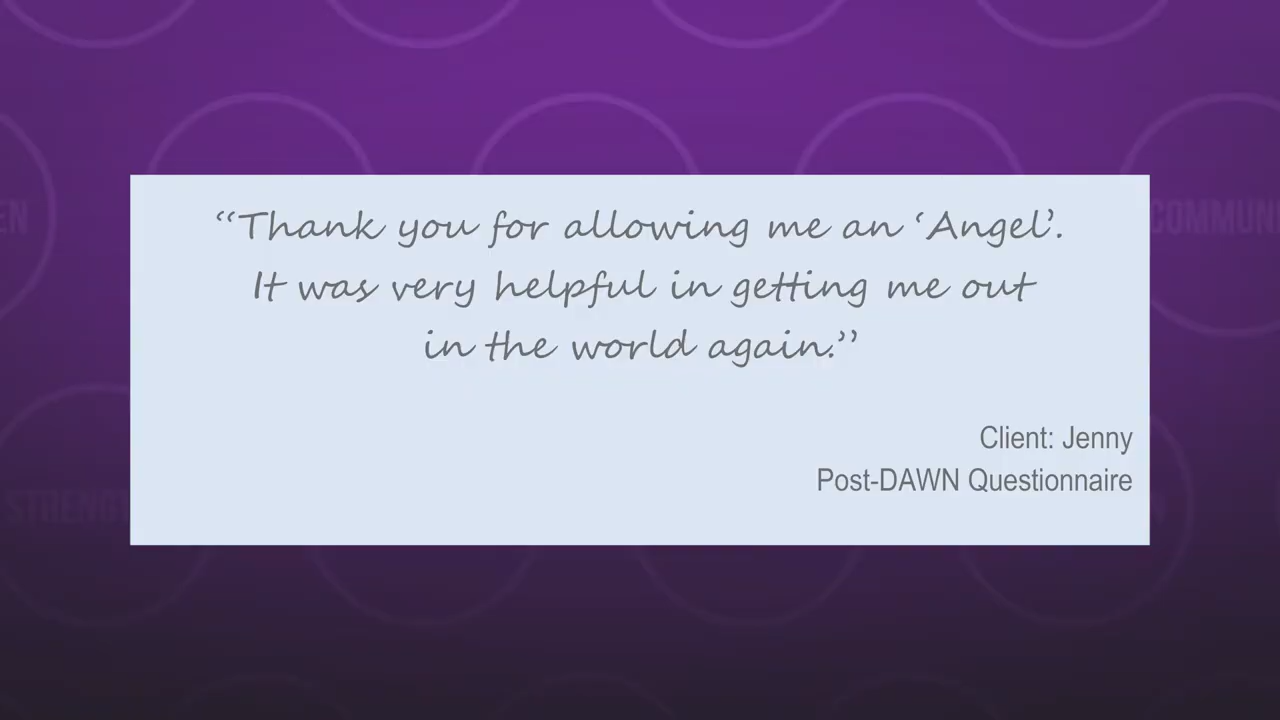 “Thank you for allowing me an ‘Angel’.
It was very helpful in getting me out
in the world again.”
Client: Jenny
Post-DAWN Questionnaire